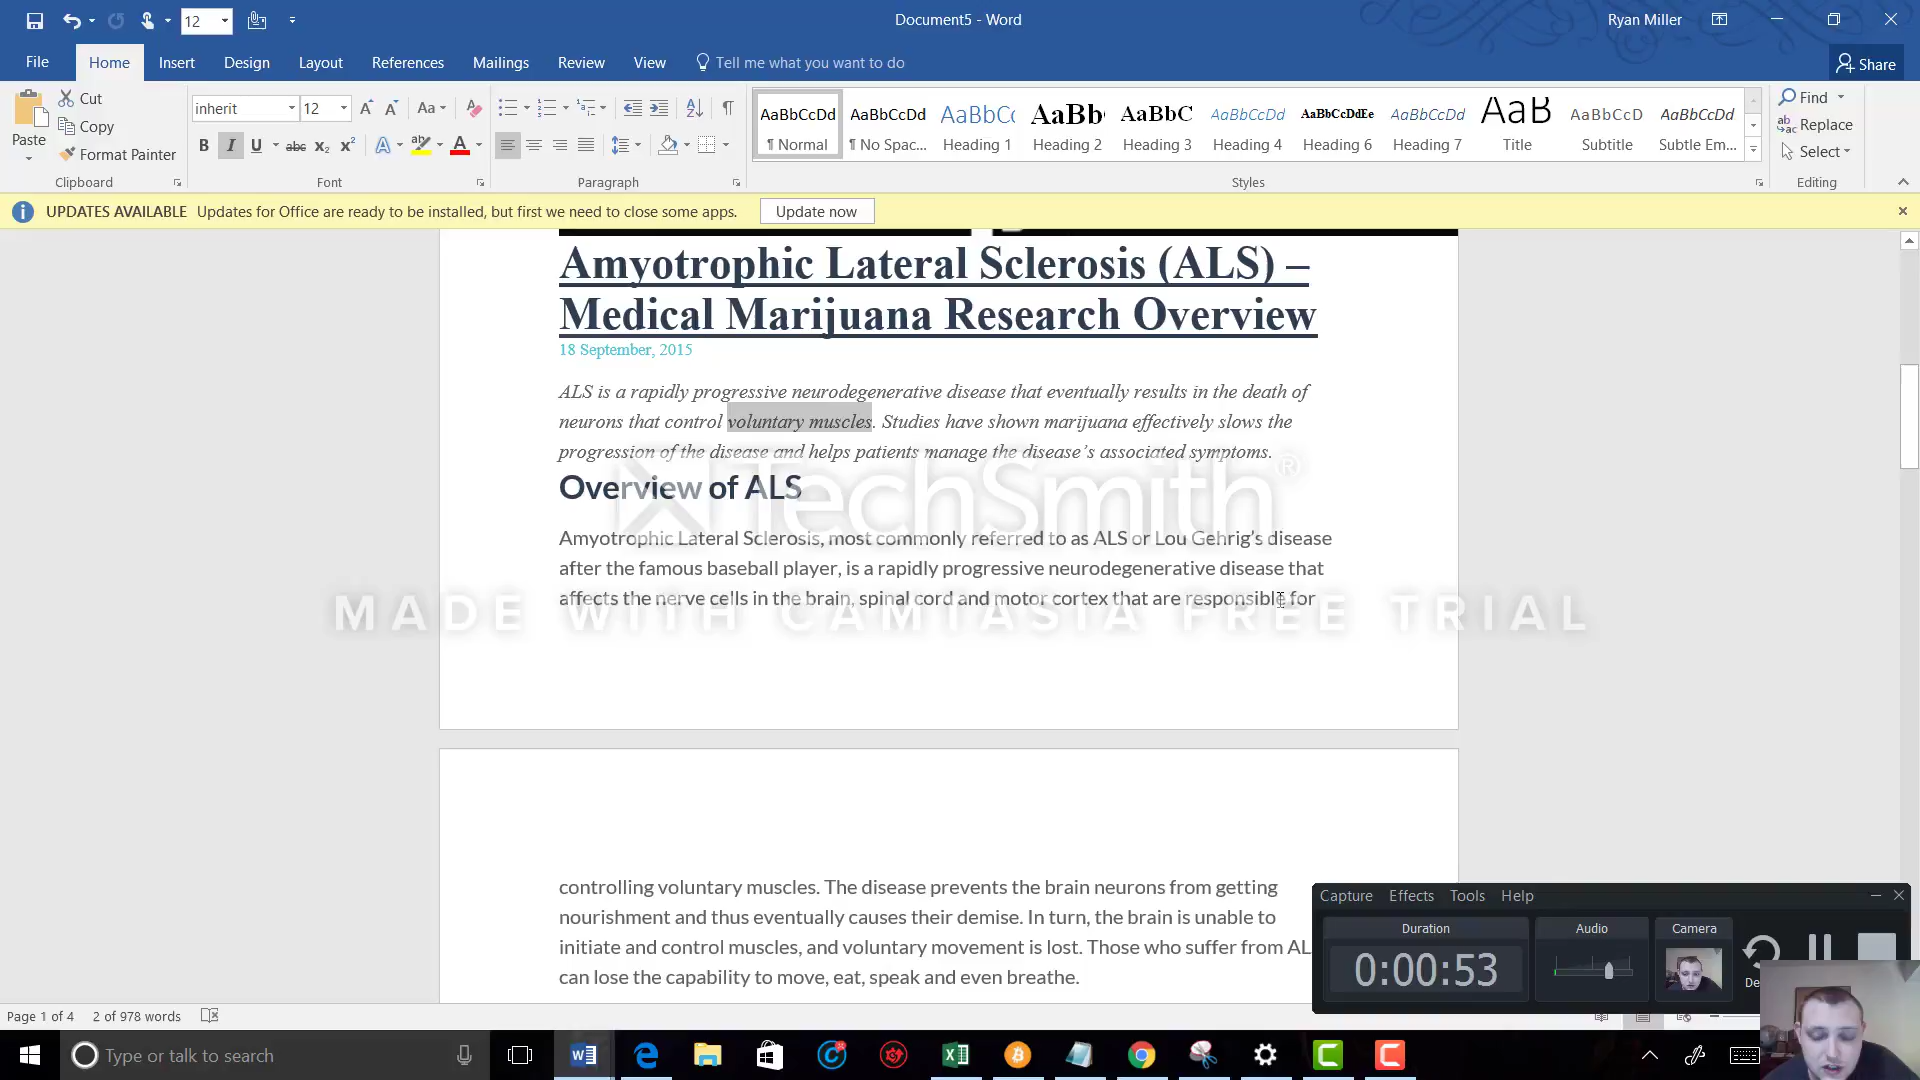 12
Document5 - Word
Ryan Miller
File Home Insert Design Layout References Mailings Review View Tell me what you want to do
Share
Paste
Cut
Copy
Format Painter
Clipboard
inherit 12
Aa
B I U abc X₂ X² A A
Font
Paragraph
AaBbCcDd AaBbCcDd AaBbCc AaBb AaBbC AaBbCcDd AaBbCcDdEe AaBbCcDd AaB AaBbCcD AaBbCcDd
¶ Normal ¶ No Spac... Heading 1 Heading 2 Heading 3 Heading 4 Heading 6 Heading 7 Title Subtitle Subtle Em...
Styles
Find
Replace
Select
Editing
UPDATES AVAILABLE Updates for Office are ready to be installed, but first we need to close some apps. Update now
Amyotrophic Lateral Sclerosis (ALS) –
Medical Marijuana Research Overview
18 September, 2015
ALS is a rapidly progressive neurodegenerative disease that eventually results in the death of
neurons that control voluntary muscles. Studies have shown marijuana effectively slows the
progression of the disease and helps patients manage the disease’s associated symptoms.
Overview of ALS
TechSmith®
Amyotrophic Lateral Sclerosis, most commonly referred to as ALS or Lou Gehrig’s disease
after the famous baseball player, is a rapidly progressive neurodegenerative disease that
affects the nerve cells in the brain, spinal cord and motor cortex that are responsible for
MADE WITH CAMTASIA FREE TRIAL
controlling voluntary muscles. The disease prevents the brain neurons from getting
nourishment and thus eventually causes their demise. In turn, the brain is unable to
initiate and control muscles, and voluntary movement is lost. Those who suffer from AL
can lose the capability to move, eat, speak and even breathe.
Capture Effects Tools Help
Duration Audio Camera
0:00:53
De
Page 1 of 4 2 of 978 words
Type or talk to search